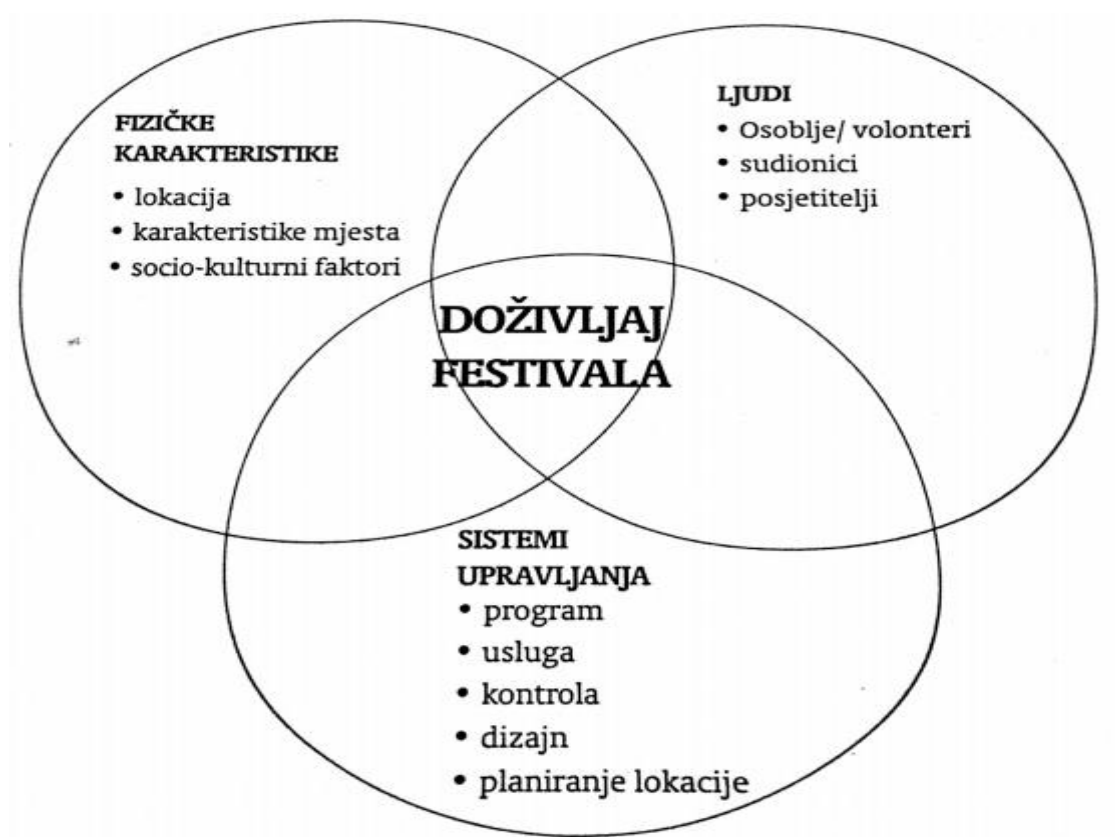 FIZIČKE
KARAKTERISTIKE
• lokacija
• karakteristike mjesta
• socio-kulturni faktori
LJUDI
• Osoblje/ volonteri
• sudionici
• posjetitelji
DOŽIVLJAJ
FESTIVALA
SISTEMI
UPRAVLJANJA
• program
• usluga
• kontrola
• dizajn
• planiranje lokacije